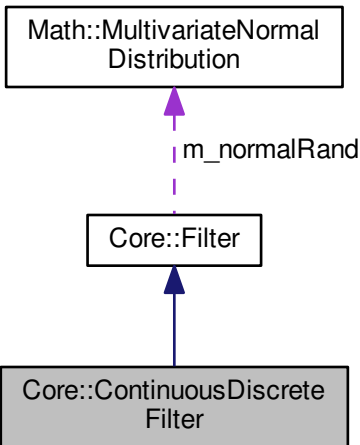 Math::MultivariateNormal
Distribution
m_normalRand
Core::Filter
Core::ContinuousDiscrete
Filter